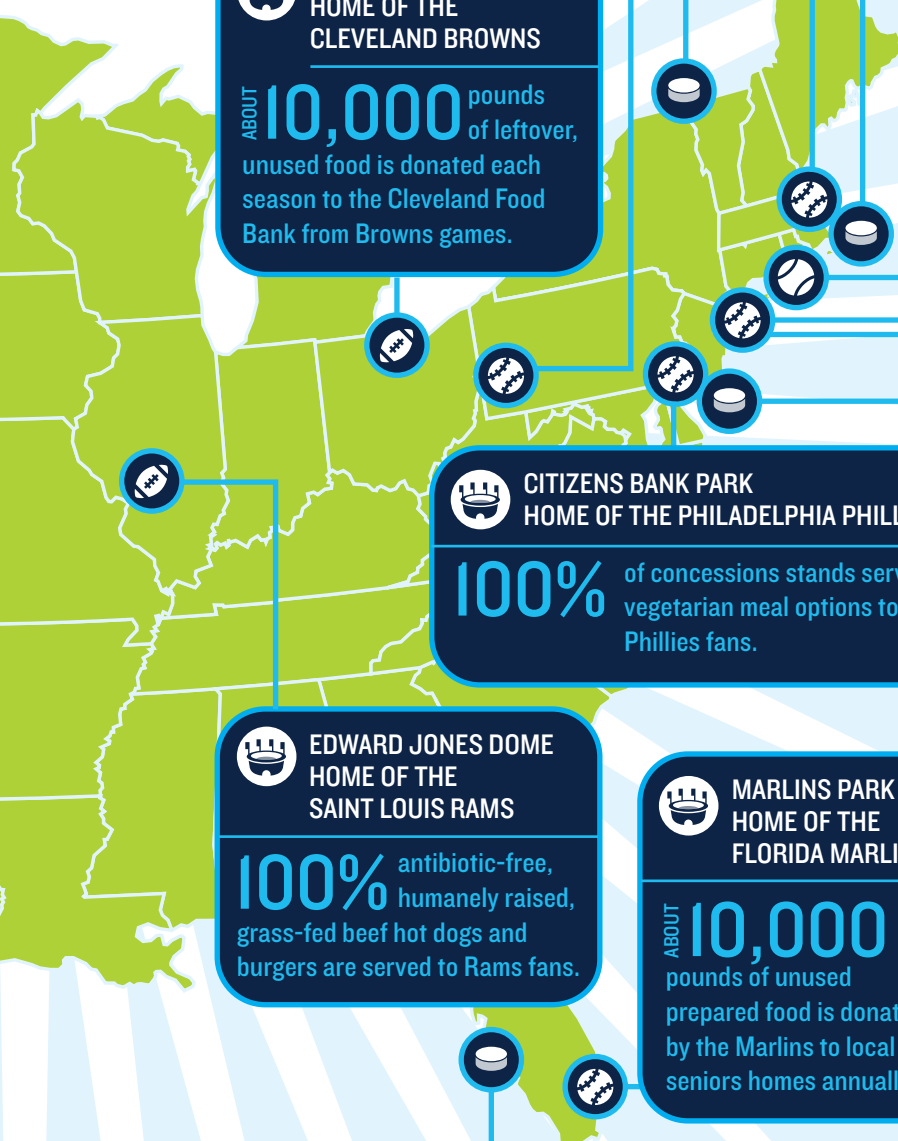 HOME OF THE
CLEVELAND BROWNS
ABOUT 10,000 pounds
of leftover,
unused food is donated each
season to the Cleveland Food
Bank from Browns games.
CITIZENS BANK PARK
HOME OF THE PHILADELPHIA PHILL
100% of concessions stands serv
vegetarian meal options to
Phillies fans.
EDWARD JONES DOME
HOME OF THE
SAINT LOUIS RAMS
100% antibiotic-free,
humanely raised,
grass-fed beef hot dogs and
burgers are served to Rams fans.
MARLINS PARK
HOME OF THE
FLORIDA MARLI
ABOUT 10,000
pounds of unused
prepared food is donat
by the Marlins to local
seniors homes annuall